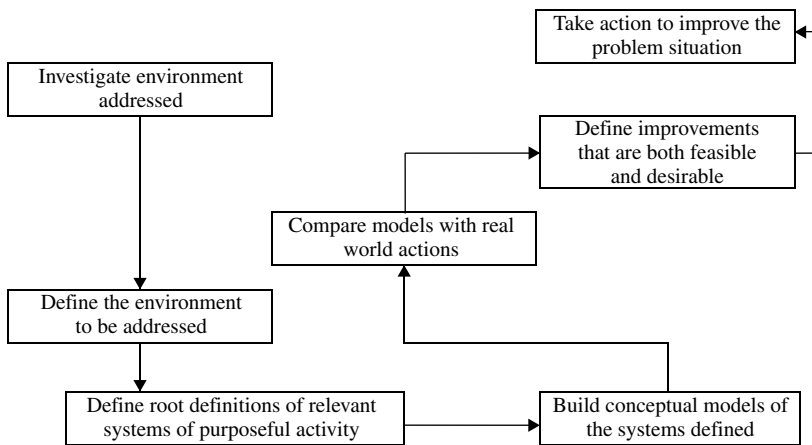 Take action to improve the
problem situation
Investigate environment
addressed
Define improvements
that are both feasible
and desirable
Compare models with real
world actions
Define the environment
to be addressed
Define root definitions of relevant
systems of purposeful activity
Build conceptual models of
the systems defined